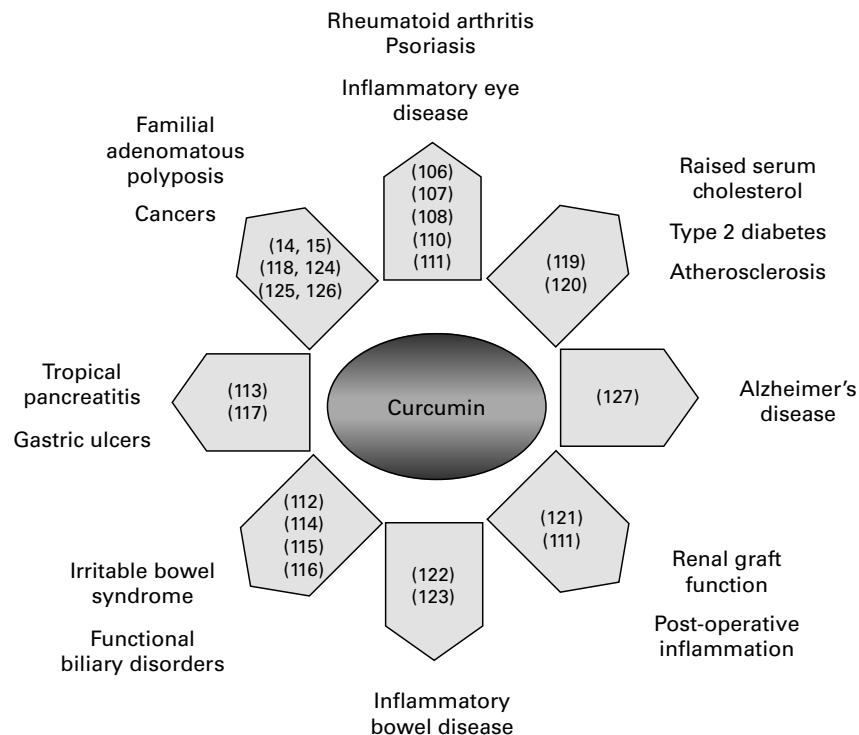 Rheumatoid arthritis
Psoriasis
Inflammatory eye
disease
(106)
(107)
(108)
(110)
(111)
Familial
adenomatous
polyposis
Cancers
(14, 15)
(118, 124)
(125, 126)
Raised serum
cholesterol
Type 2 diabetes
Atherosclerosis
(119)
(120)
Tropical
pancreatitis
Gastric ulcers
(113)
(117)
Curcumin
(127)
Alzheimer's
disease
(112)
(114)
(115)
(116)
Irritable bowel
syndrome
Functional
biliary disorders
(122)
(123)
Inflammatory
bowel disease
(121)
(111)
Renal graft
function
Post-operative
inflammation